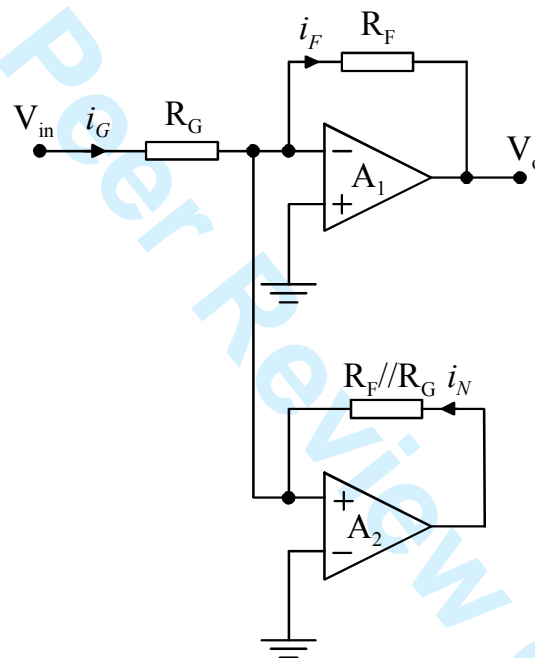 i_F R_F
V_in i_G R_G
− A_1 +
V_o
R_F//R_G i_N
+ A_2 −
Peer Review